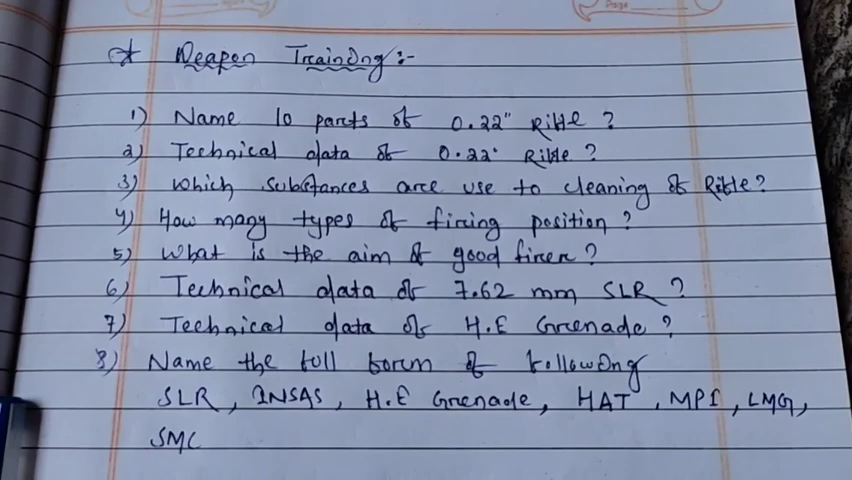 * Weapon Training:-
1) Name 10 parts of 0.22" Rifle ?
2) Technical data of 0.22" Rifle ?
3) Which substances are use to cleaning of Rifle?
4) How many types of firing position ?
5) What is the aim of good firer ?
6) Technical data of 7.62 mm SLR ?
7) Technical data of H.E Grenade ?
8) Name the full form of following
SLR, INSAS, H.E Grenade, HAT, MPI, LMG,
SMC